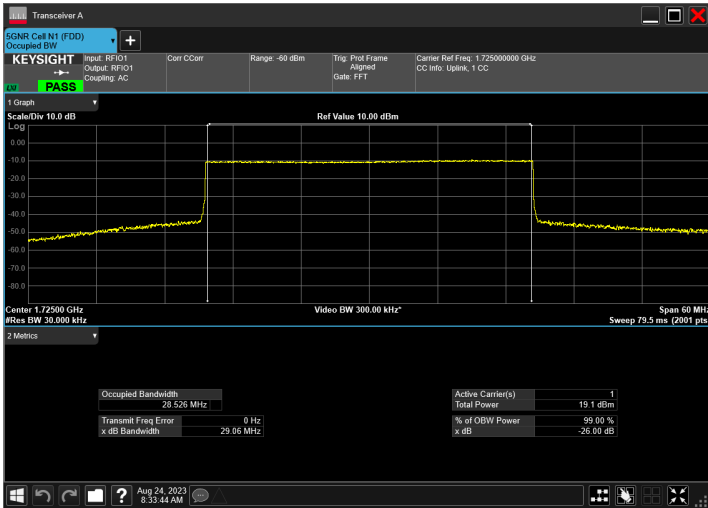 Transceiver A
5GNR Cell N1 (FDD)
Occupied BW
KEYSIGHT
PASS
Input: RFIO1
Output: RFIO1
Coupling: AC
Corr CCorr
Range: -60 dBm
Trig: Prot Frame
Aligned
Gate: FFT
Carrier Ref Freq: 1.725000000 GHz
CC Info: Uplink, 1 CC
1 Graph
Scale/Div 10.0 dB
Ref Value 10.00 dBm
Log
0.00
-10.0
-20.0
-30.0
-40.0
-50.0
-60.0
-70.0
-80.0
Center 1.72500 GHz
Video BW 300.00 kHz*
Span 60 MHz
#Res BW 30.000 kHz
Sweep 79.5 ms (2001 pts
2 Metrics
Occupied Bandwidth
28.526 MHz
Transmit Freq Error 0 Hz
x dB Bandwidth 29.06 MHz
Active Carrier(s) 1
Total Power 19.1 dBm
% of OBW Power 99.00 %
x dB -26.00 dB
?
Aug 24, 2023
8:33:44 AM